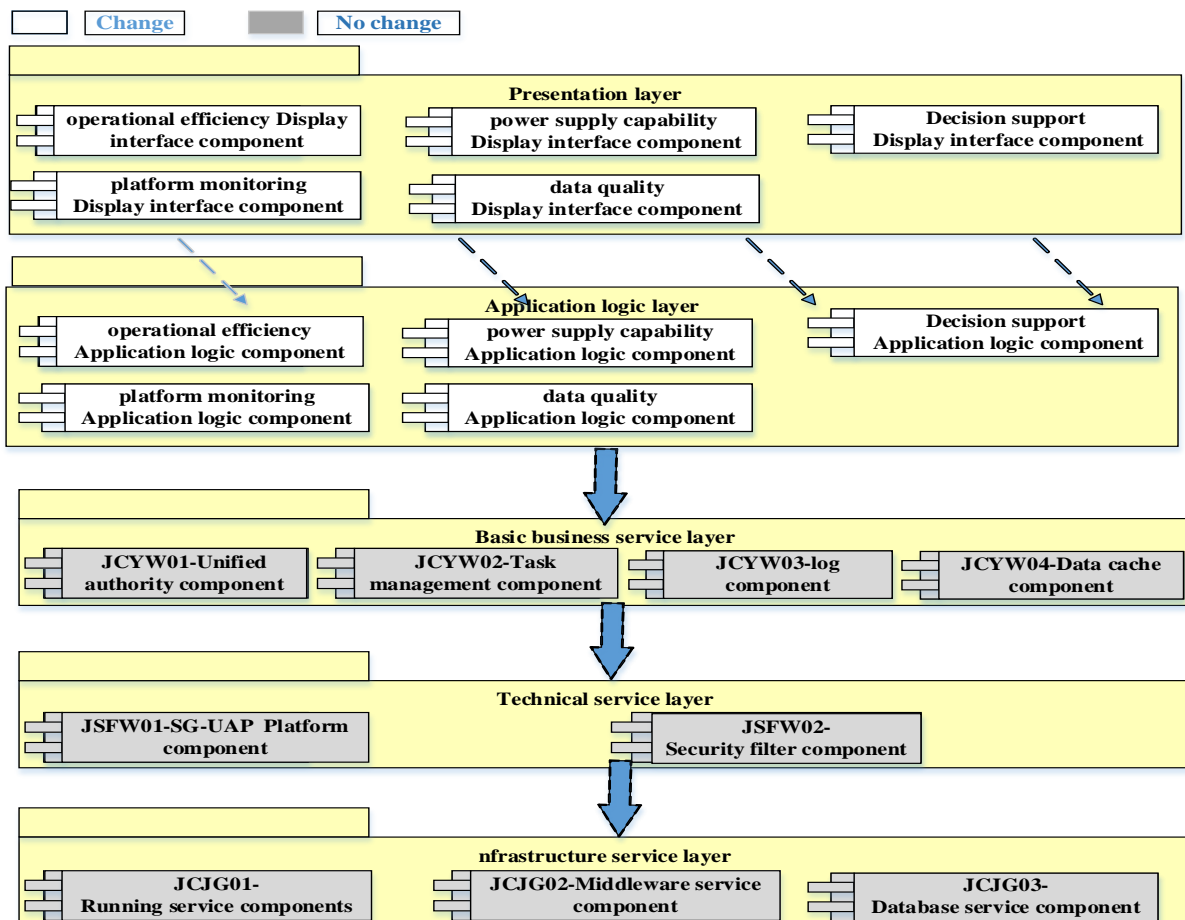 Change
No change
Presentation layer
operational efficiency Display
interface component
power supply capability
Display interface component
Decision support
Display interface component
platform monitoring
Display interface component
data quality
Display interface component
Application logic layer
operational efficiency
Application logic component
power supply capability
Application logic component
Decision support
Application logic component
platform monitoring
Application logic component
data quality
Application logic component
Basic business service layer
JCYW01-Unified
authority component
JCYW02-Task
management component
JCYW03-log
component
JCYW04-Data cache
component
Technical service layer
JSFW01-SG-UAP Platform
component
JSFW02-
Security filter component
nfrastructure service layer
JCJG01-
Running service components
JCJG02-Middleware service
component
JCJG03-
Database service component